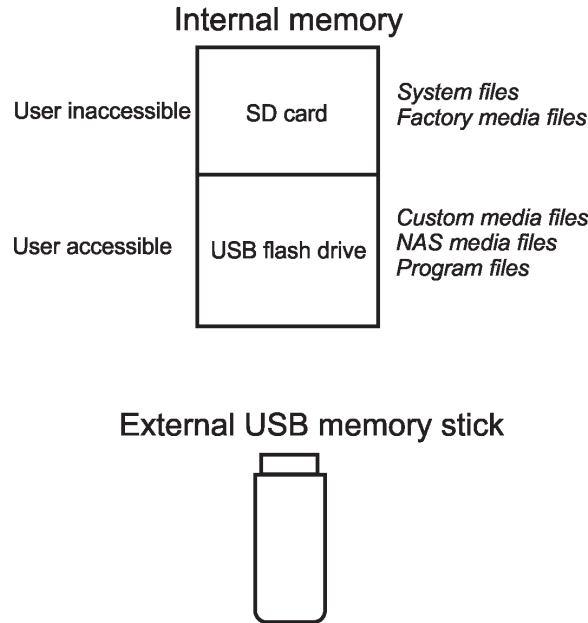 Internal memory
User inaccessible
SD card
System files
Factory media files
User accessible
USB flash drive
Custom media files
NAS media files
Program files
External USB memory stick